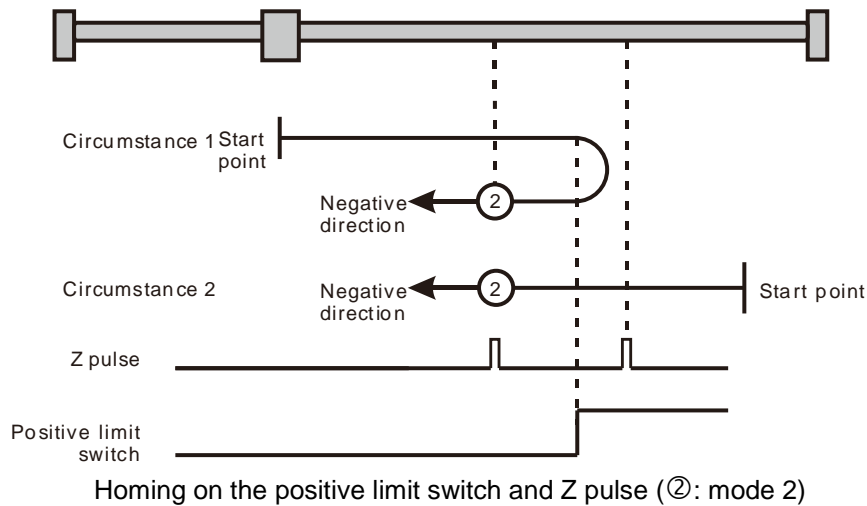 Circumstance 1 Start
point
Negative
direction
2
Circumstance 2
Negative
direction
2
Start point
Z pulse
Positive limit
switch
Homing on the positive limit switch and Z pulse (②: mode 2)